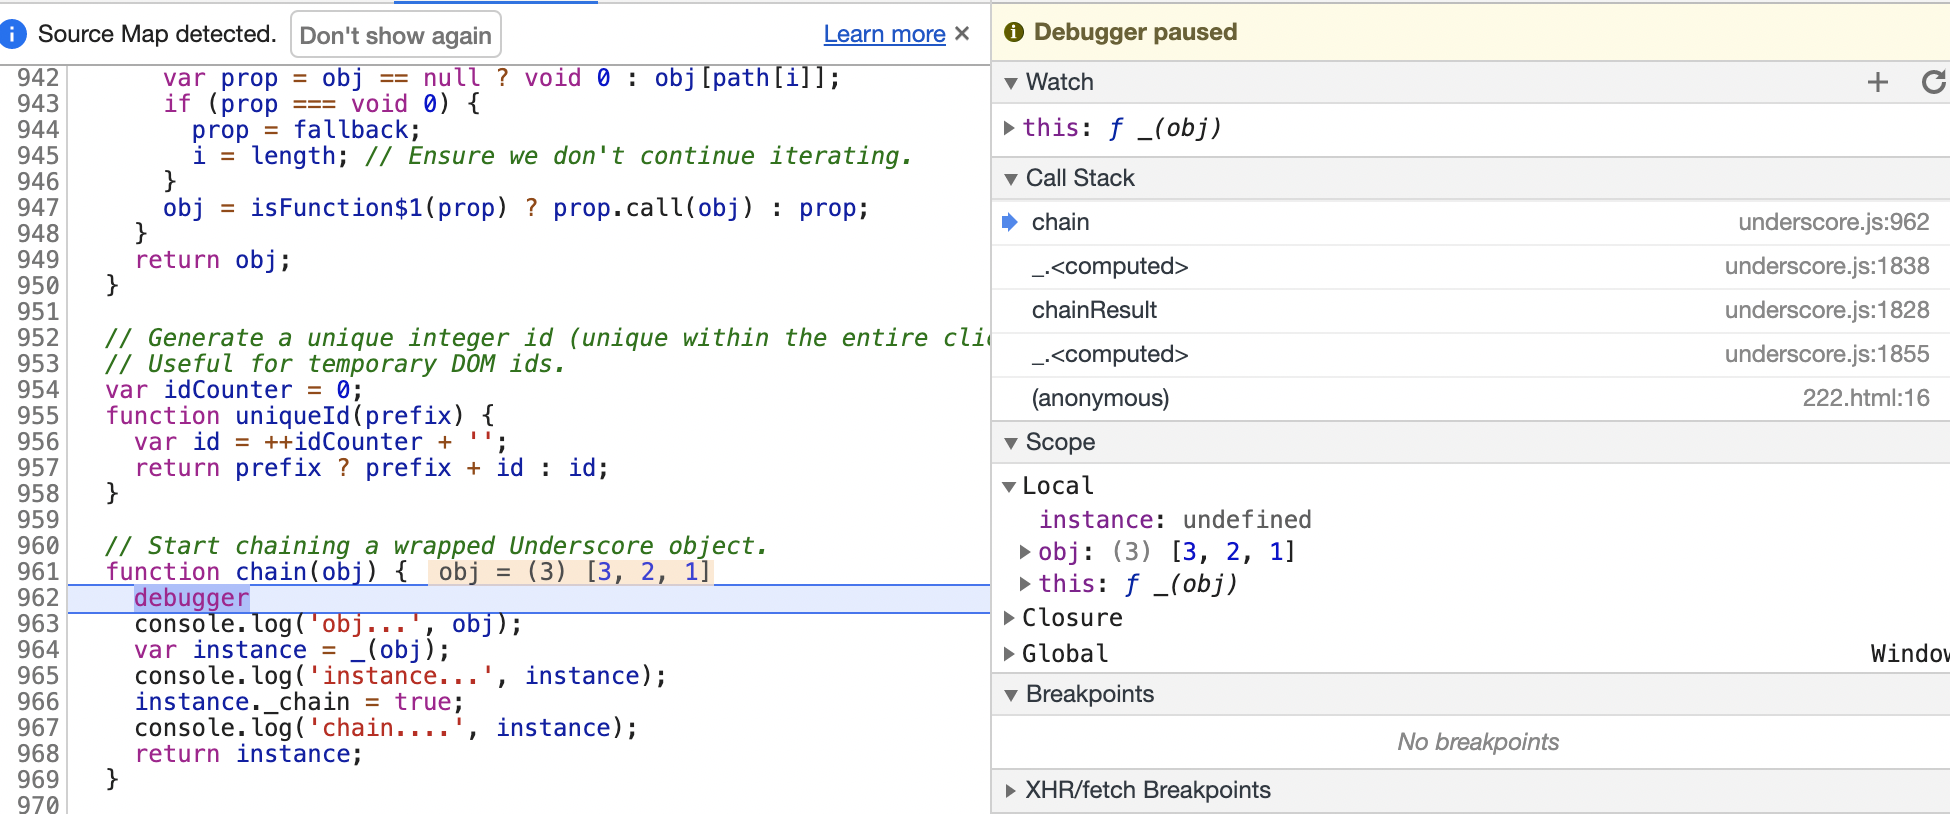 Source Map detected. Don't show again Learn more ×
942 var prop = obj == null ? void 0 : obj[path[i]];
943 if (prop === void 0) {
944 prop = fallback;
945 i = length; // Ensure we don't continue iterating.
946 }
947 obj = isFunction$1(prop) ? prop.call(obj) : prop;
948 }
949 return obj;
950 }
951
952 // Generate a unique integer id (unique within the entire cli
953 // Useful for temporary DOM ids.
954 var idCounter = 0;
955 function uniqueId(prefix) {
956 var id = ++idCounter + '';
957 return prefix ? prefix + id : id;
958 }
959
960 // Start chaining a wrapped Underscore object.
961 function chain(obj) { obj = (3) [3, 2, 1]
962 debugger
963 console.log('obj...', obj);
964 var instance = _(obj);
965 console.log('instance...', instance);
966 instance._chain = true;
967 console.log('chain....', instance);
968 return instance;
969 }
970
Debugger paused
Watch
this: ƒ _(obj)
Call Stack
chain underscore.js:962
_.<computed> underscore.js:1838
chainResult underscore.js:1828
_.<computed> underscore.js:1855
(anonymous) 222.html:16
Scope
Local
instance: undefined
obj: (3) [3, 2, 1]
this: ƒ _(obj)
Closure
Global Window
Breakpoints
No breakpoints
XHR/fetch Breakpoints